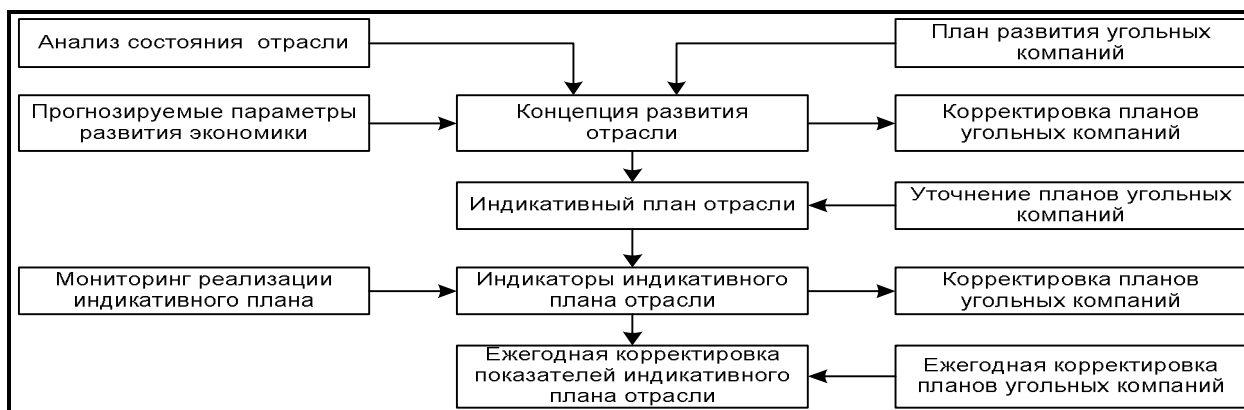 Анализ состояния отрасли
План развития угольных
компаний
Прогнозируемые параметры
развития экономики
Концепция развития
отрасли
Корректировка планов
угольных компаний
Индикативный план отрасли
Уточнение планов угольных
компаний
Мониторинг реализации
индикативного плана
Индикаторы индикативного
плана отрасли
Корректировка планов
угольных компаний
Ежегодная корректировка
показателей индикативного
плана отрасли
Ежегодная корректировка
планов угольных компаний